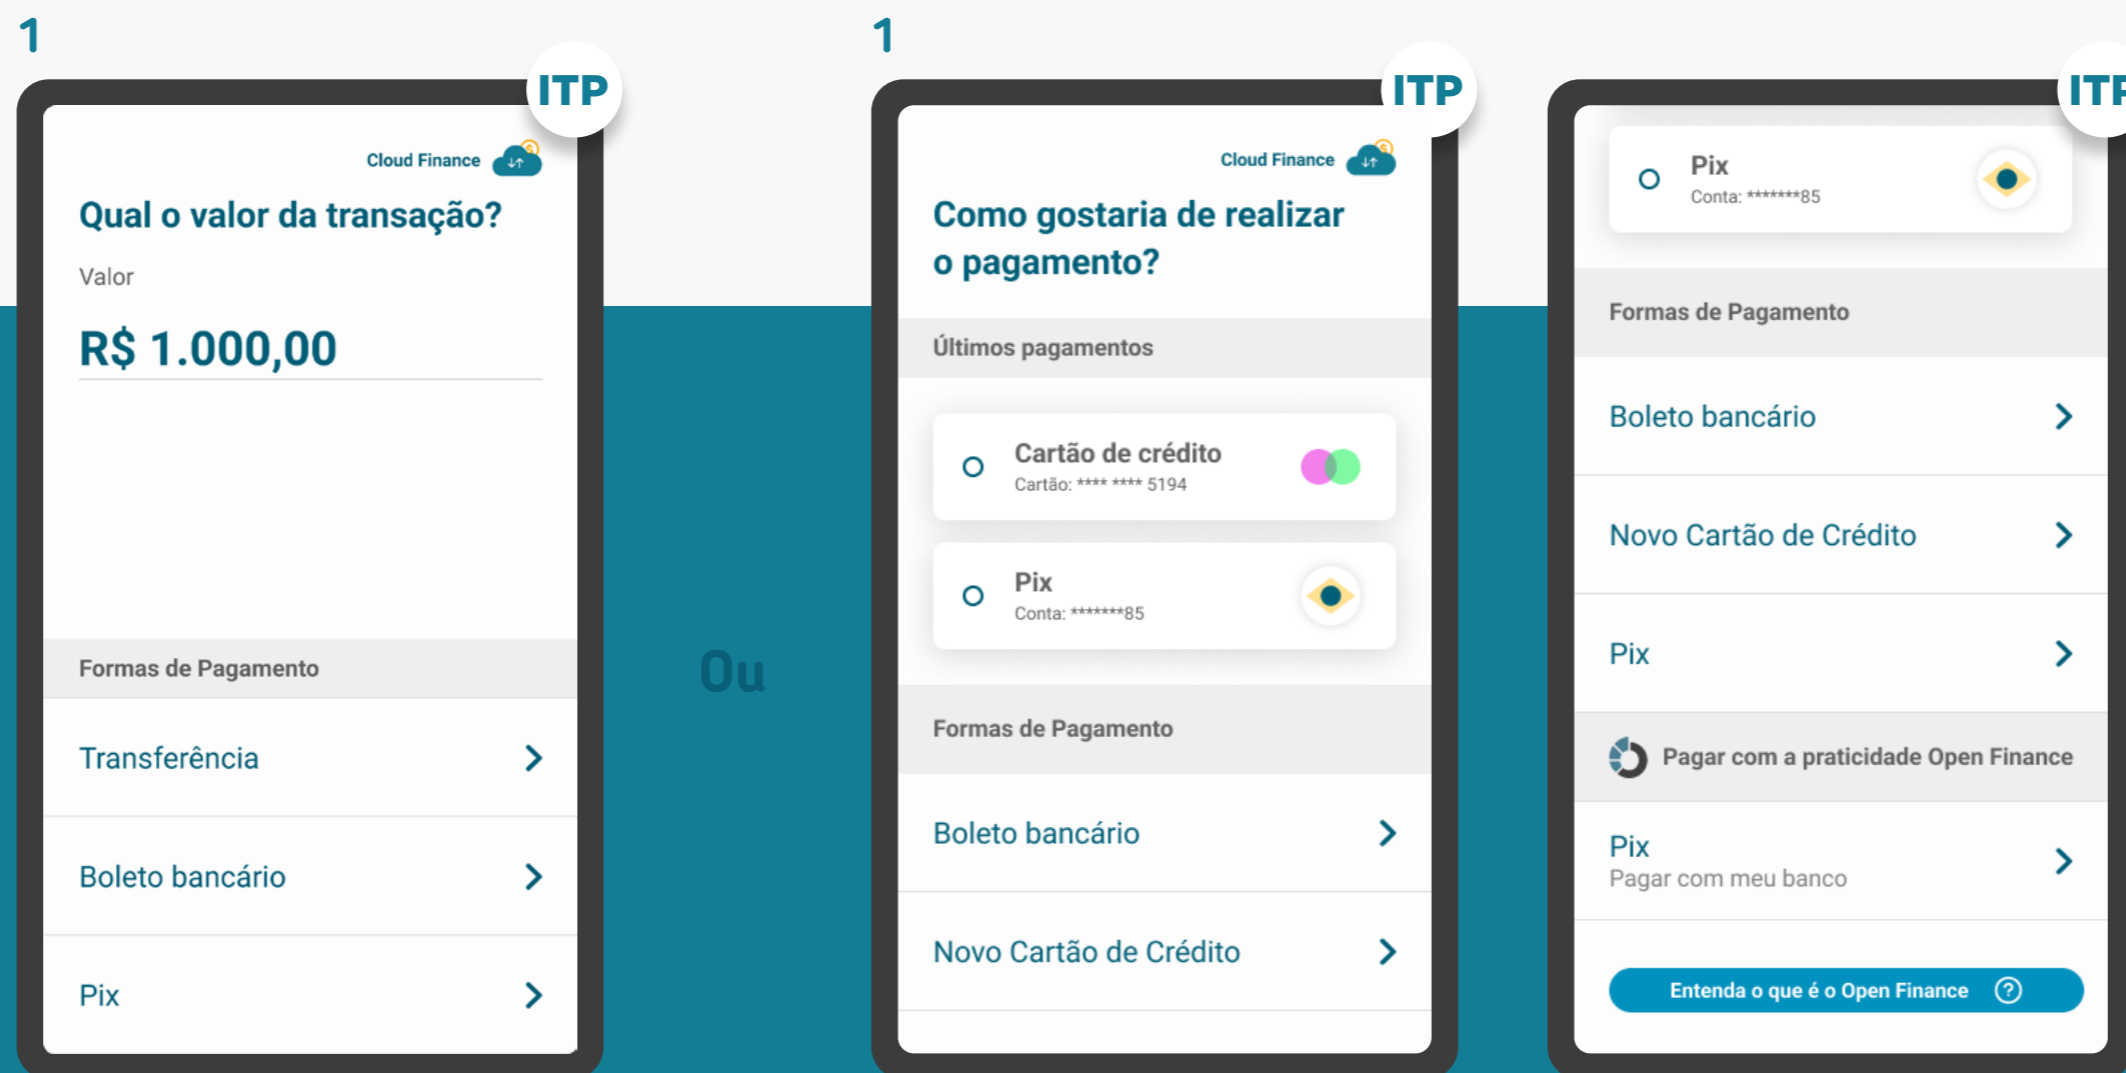 1
ITP
Cloud Finance
Qual o valor da transação?
Valor
R$ 1.000,00
Formas de Pagamento
Transferência
Boleto bancário
Pix
Ou
1
ITP
Cloud Finance
Como gostaria de realizar
o pagamento?
Últimos pagamentos
Cartão de crédito
Cartão: **** **** 5194
Pix
Conta: *******85
Formas de Pagamento
Boleto bancário
Novo Cartão de Crédito
ITP
Pix
Conta: *******85
Formas de Pagamento
Boleto bancário
Novo Cartão de Crédito
Pix
Pagar com a praticidade Open Finance
Pix
Pagar com meu banco
Entenda o que é o Open Finance ?